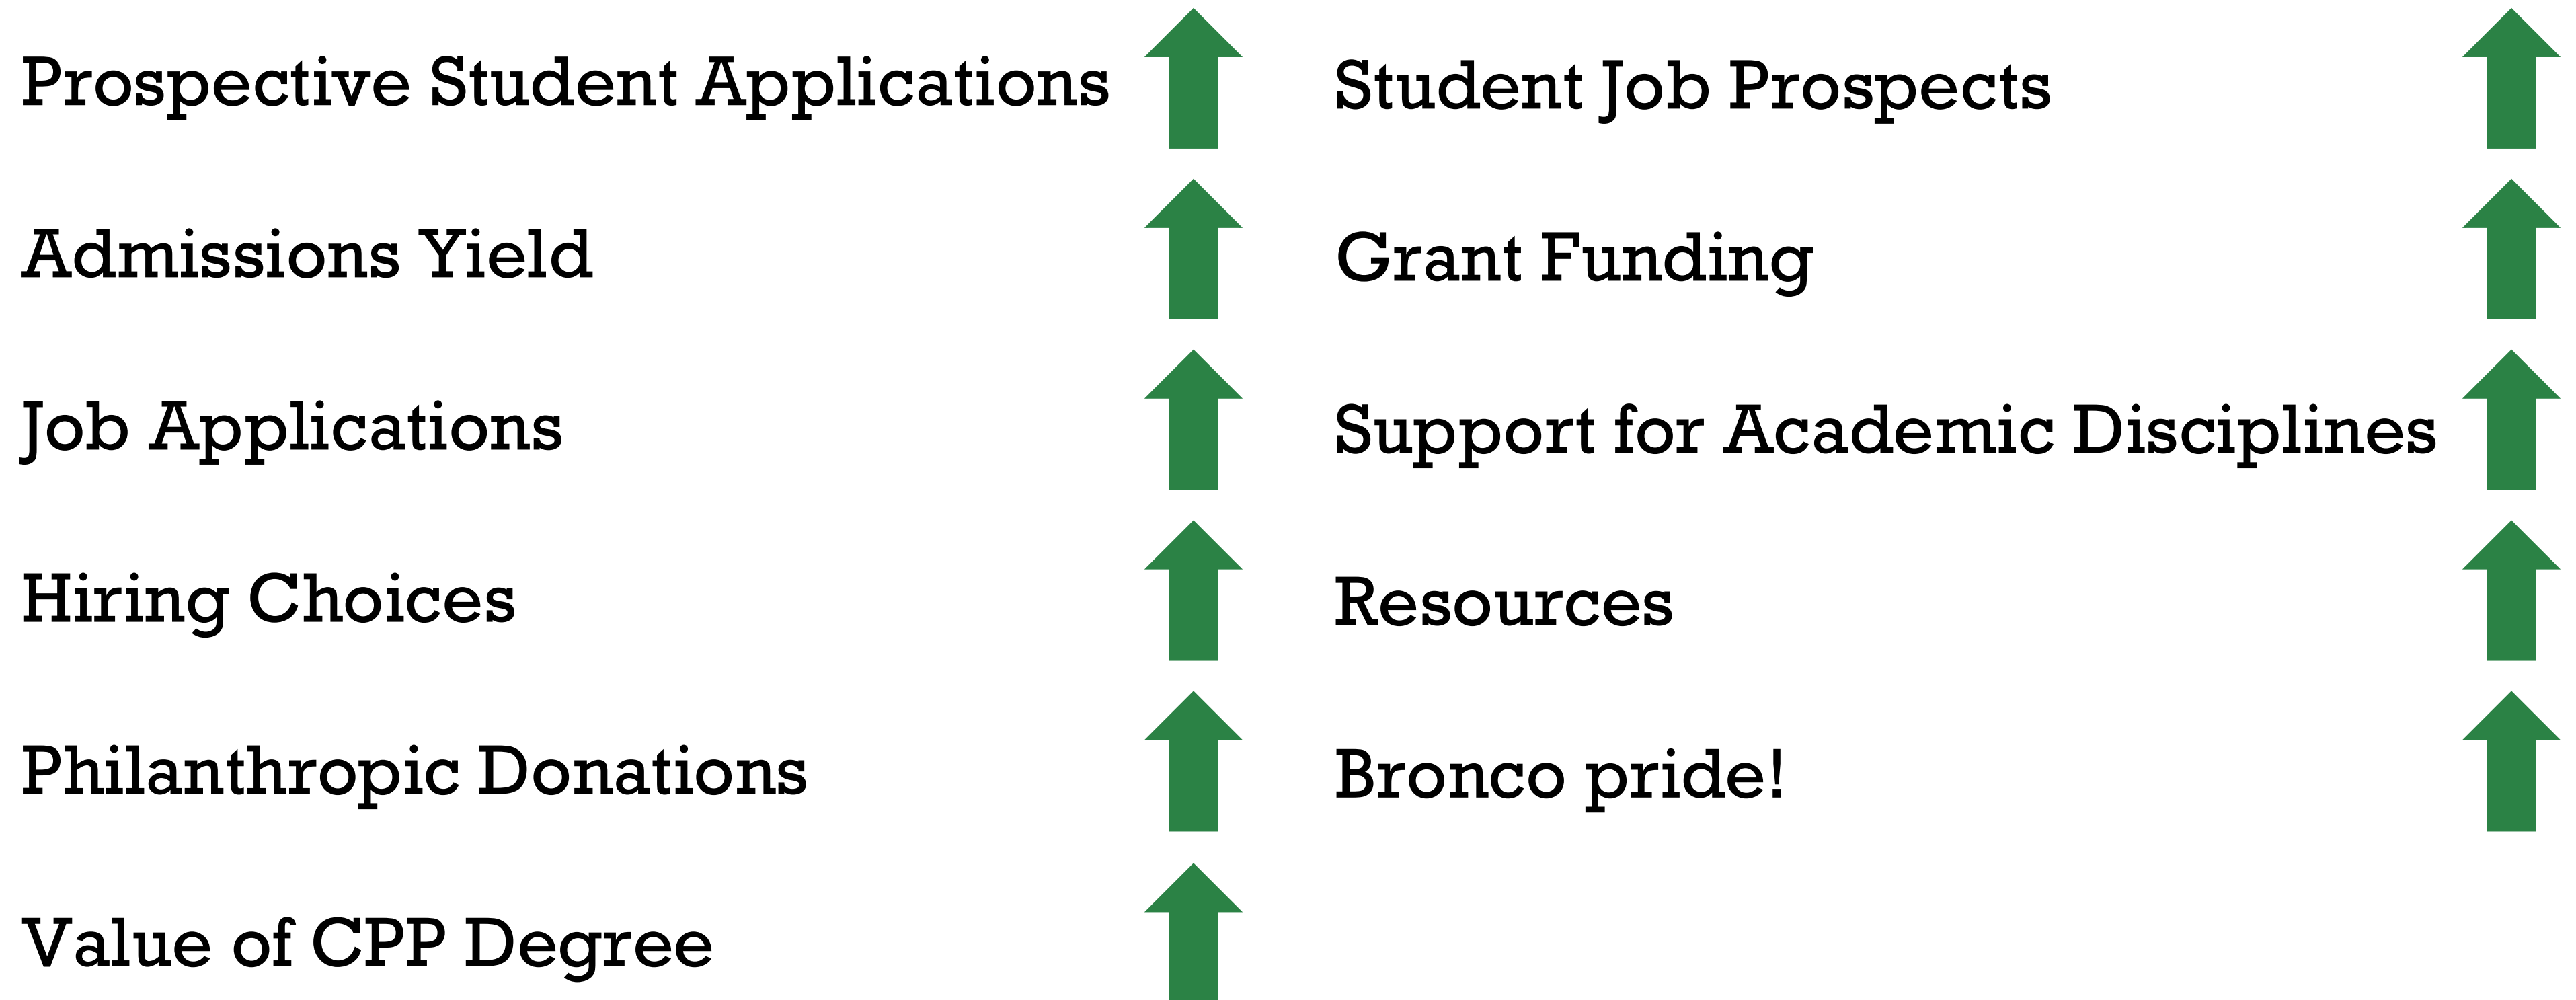 Prospective Student Applications
Admissions Yield
Job Applications
Hiring Choices
Philanthropic Donations
Value of CPP Degree
Student Job Prospects
Grant Funding
Support for Academic Disciplines
Resources
Bronco pride!